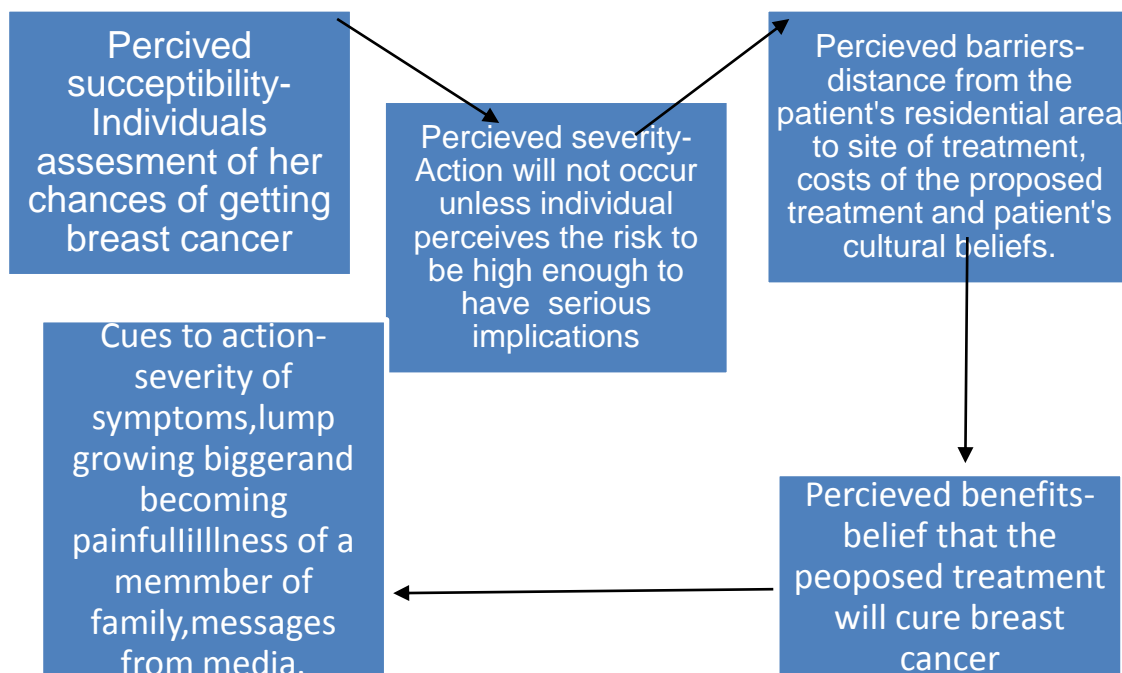 Percived
succeptibility-
Individuals
assesment of her
chances of getting
breast cancer
Percieved severity-
Action will not occur
unless individual
perceives the risk to
be high enough to
have serious
implications
Percieved barriers-
distance from the
patient's residential area
to site of treatment,
costs of the proposed
treatment and patient's
cultural beliefs.
Percieved benefits-
belief that the
peoposed treatment
will cure breast
cancer
Cues to action-
severity of
symptoms,lump
growing biggerand
becoming
painfulliIllness of a
memmber of
family,messages
from media.